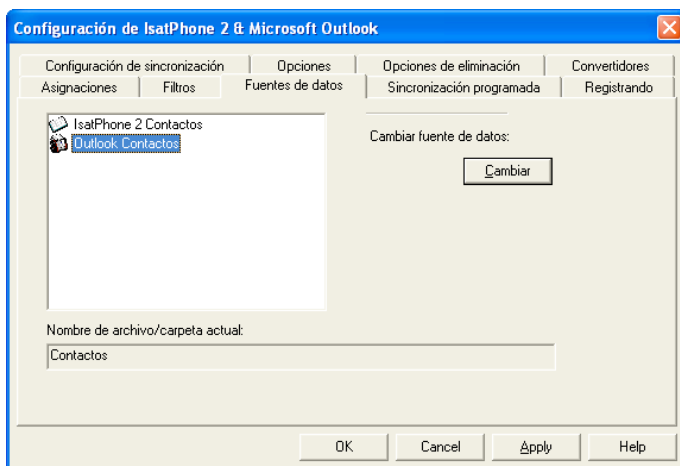 Configuración de IsatPhone 2 & Microsoft Outlook
Configuración de sincronización Opciones Opciones de eliminación Convertidores
Asignaciones Filtros Fuentes de datos Sincronización programada Registrando
IsatPhone 2 Contactos
Outlook Contactos
Cambiar fuente de datos:
Cambiar
Nombre de archivo/carpeta actual:
Contactos
OK Cancel Apply Help